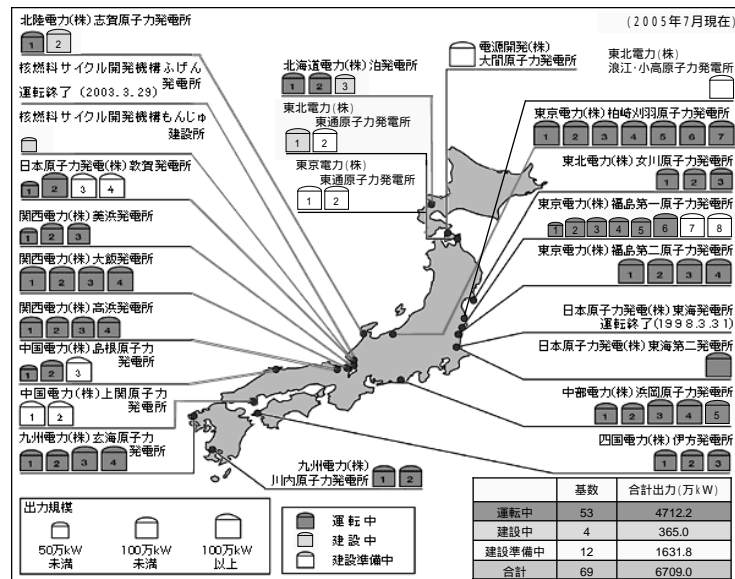 (2005年7月現在)
北陸電力(株)志賀原子力発電所
1 2
核燃料サイクル開発機構ふげん
発電所
運転終了 (2003.3.29)
核燃料サイクル開発機構もんじゅ
建設所
日本原子力発電(株)敦賀発電所
1 2 3 4
関西電力(株)美浜発電所
1 2 3
関西電力(株)大飯発電所
1 2 3 4
関西電力(株)高浜発電所
1 2 3 4
中国電力(株)島根原子力
発電所
1 2 3
中国電力(株)上関原子力
発電所
1 2
九州電力(株)玄海原子力
発電所
1 2 3 4
北海道電力(株)泊発電所
1 2 3
東北電力(株)
東通原子力発電所
1 2
東京電力(株)
東通原子力発電所
1 2
電源開発(株)
大間原子力発電所
東北電力(株)
浪江・小高原子力発電所
東京電力(株)柏崎刈羽原子力発電所
1 2 3 4 5 6 7
東北電力(株)女川原子力発電所
1 2 3
東京電力(株)福島第一原子力発電所
1 2 3 4 5 6 7 8
東京電力(株)福島第二原子力発電所
1 2 3 4
日本原子力発電(株)東海発電所
運転終了(1998.3.31)
日本原子力発電(株)東海第二発電所
中部電力(株)浜岡原子力発電所
1 2 3 4 5
四国電力(株)伊方発電所
1 2 3
九州電力(株)
川内原子力発電所
1 2
出力規模
50万kW
未満
100万kW
未満
100万kW
以上
運転中
建設中
建設準備中
基数 合計出力(万kW)
運転中 53 4712.2
建設中 4 365.0
建設準備中 12 1631.8
合計 69 6709.0